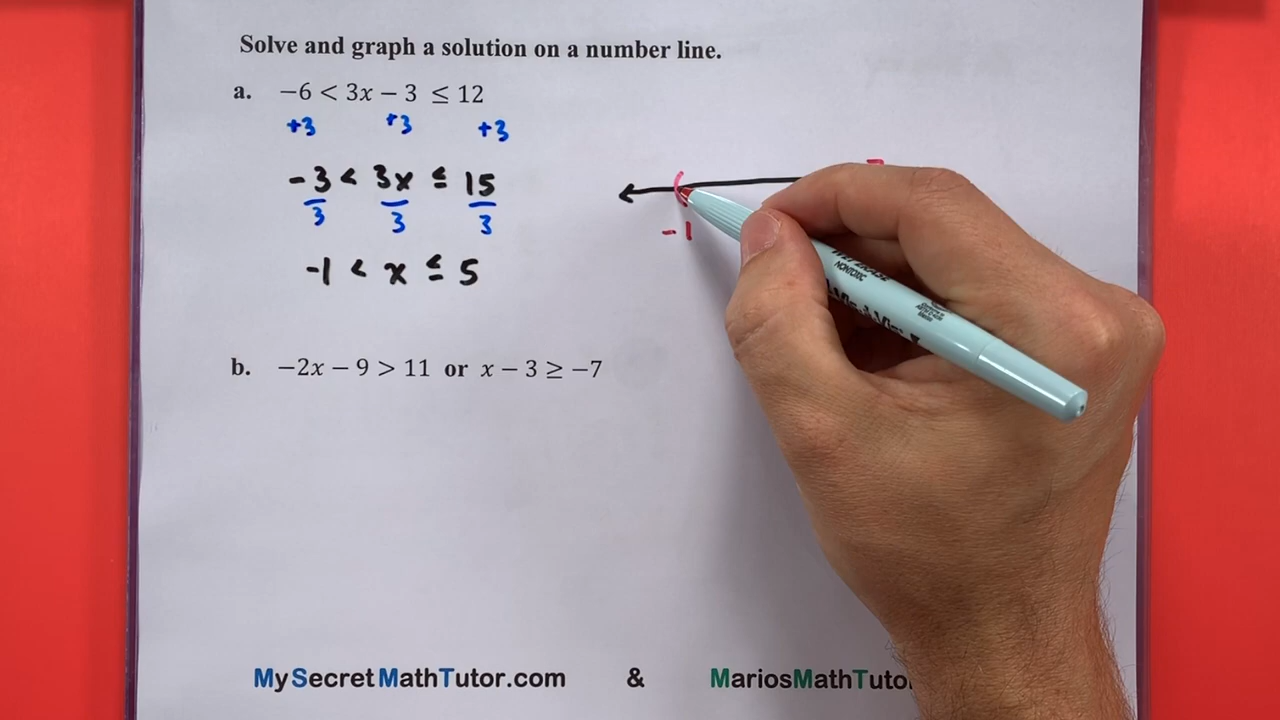 Solve and graph a solution on a number line.
a. −6 < 3x − 3 ≤ 12
+3 +3 +3
-3 < 3x ≤ 15
3 3 3
-1 < x ≤ 5
(
-1
b. −2x − 9 > 11 or x − 3 ≥ −7
MySecretMathTutor.com & MariosMathTuto